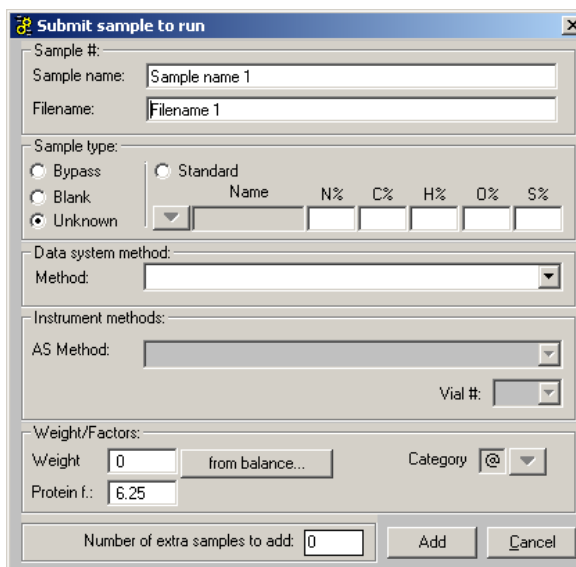 Submit sample to run
Sample #:
Sample name: Sample name 1
Filename: Filename 1
Sample type:
Bypass Standard
Name N% C% H% O% S%
Blank
Unknown
Data system method:
Method:
Instrument methods:
AS Method:
Vial #:
Weight/Factors:
Weight 0 from balance... Category @
Protein f.: 6.25
Number of extra samples to add: 0 Add Cancel